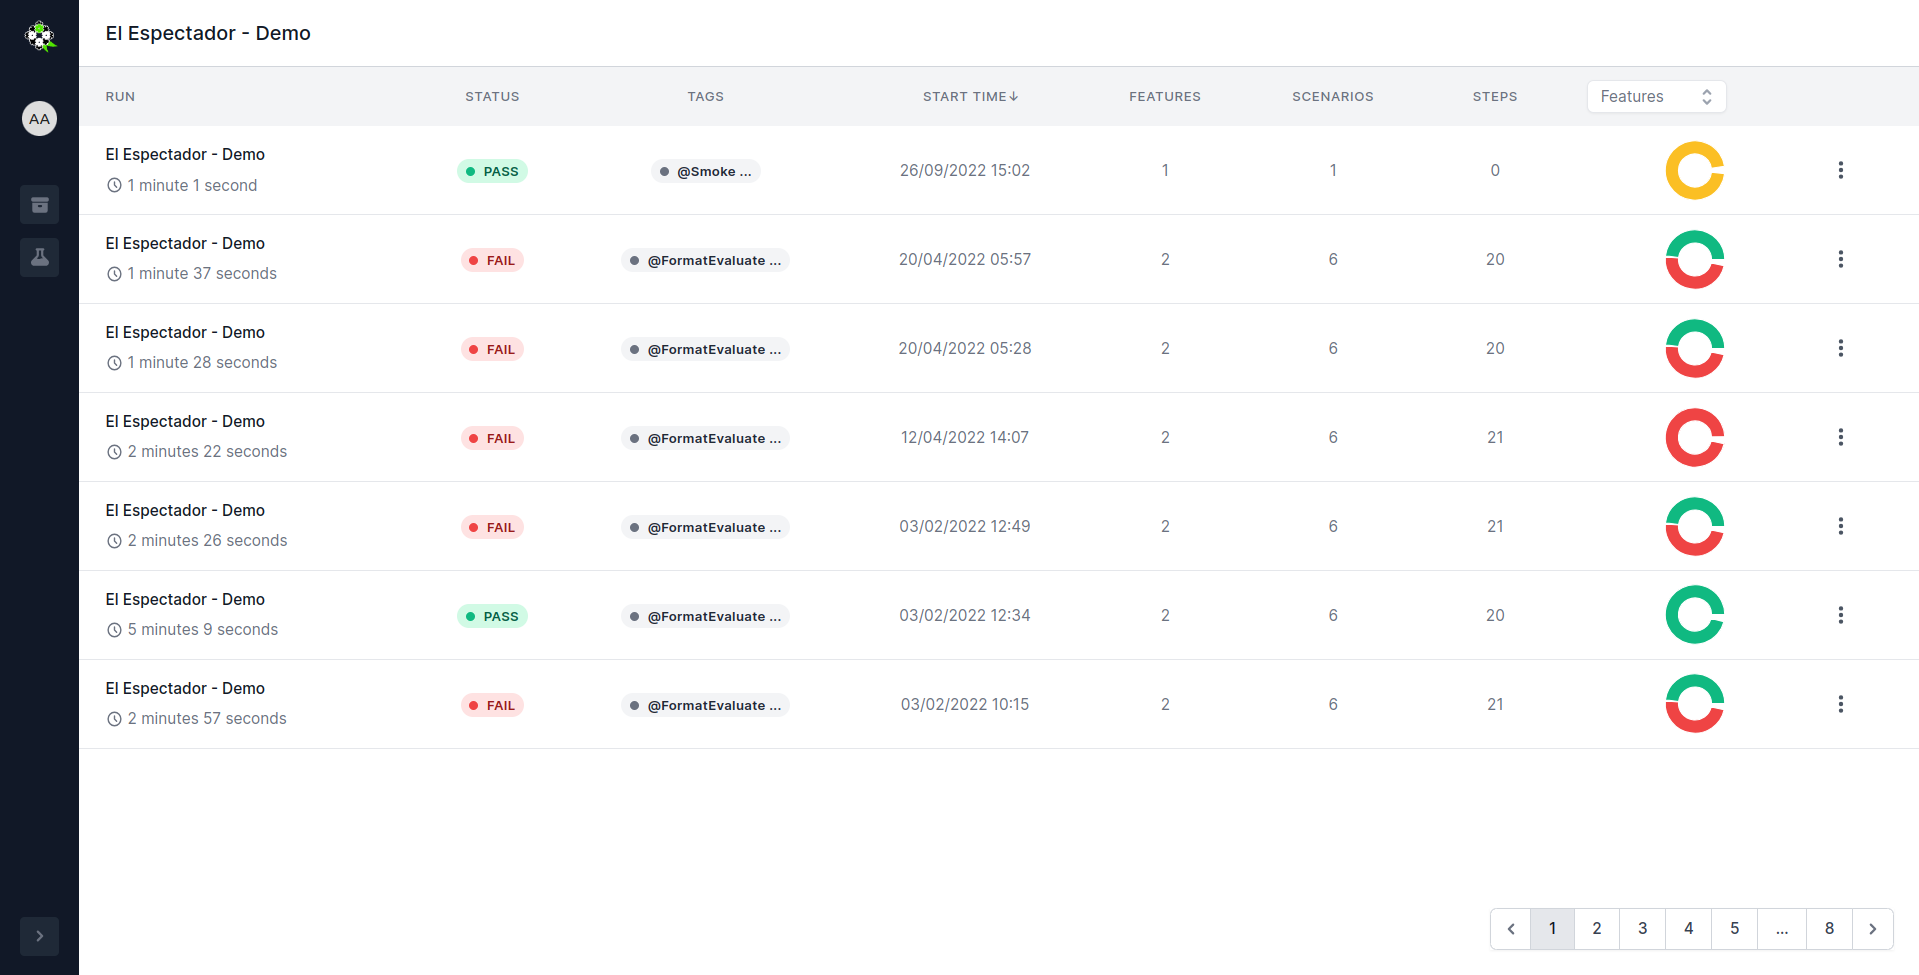 El Espectador - Demo
AA
RUN STATUS TAGS START TIME↓ FEATURES SCENARIOS STEPS Features
El Espectador - Demo
1 minute 1 second
PASS @Smoke ... 26/09/2022 15:02 1 1 0
El Espectador - Demo
1 minute 37 seconds
FAIL @FormatEvaluate ... 20/04/2022 05:57 2 6 20
El Espectador - Demo
1 minute 28 seconds
FAIL @FormatEvaluate ... 20/04/2022 05:28 2 6 20
El Espectador - Demo
2 minutes 22 seconds
FAIL @FormatEvaluate ... 12/04/2022 14:07 2 6 21
El Espectador - Demo
2 minutes 26 seconds
FAIL @FormatEvaluate ... 03/02/2022 12:49 2 6 21
El Espectador - Demo
5 minutes 9 seconds
PASS @FormatEvaluate ... 03/02/2022 12:34 2 6 20
El Espectador - Demo
2 minutes 57 seconds
FAIL @FormatEvaluate ... 03/02/2022 10:15 2 6 21
1 2 3 4 5 ... 8